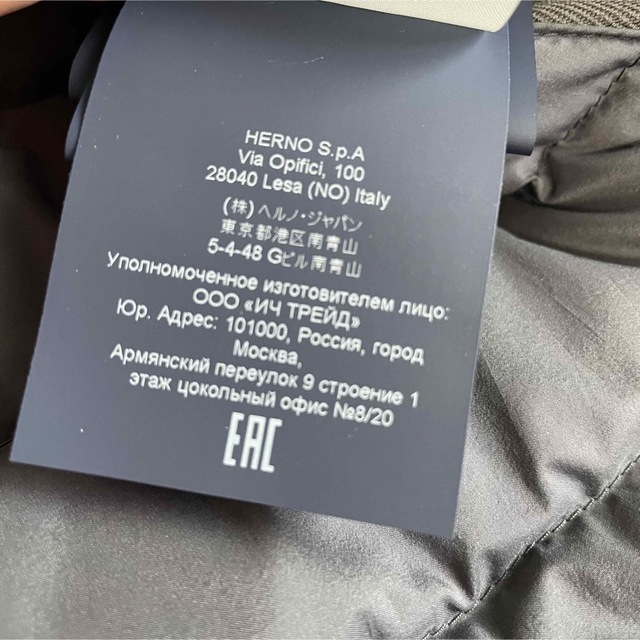 HERNO S.p.A
Via Opifici, 100
28040 Lesa (NO) Italy
(株)ヘルノ・ジャパン
東京都港区南青山
5-4-48 Gビル南青山
Уполномоченное изготовителем лицо:
ООО «ИЧ ТРЕЙД»
Юр. Адрес: 101000, Россия, город
Москва,
Армянский переулок 9 строение 1
этаж цокольный офис №8/20
EAC